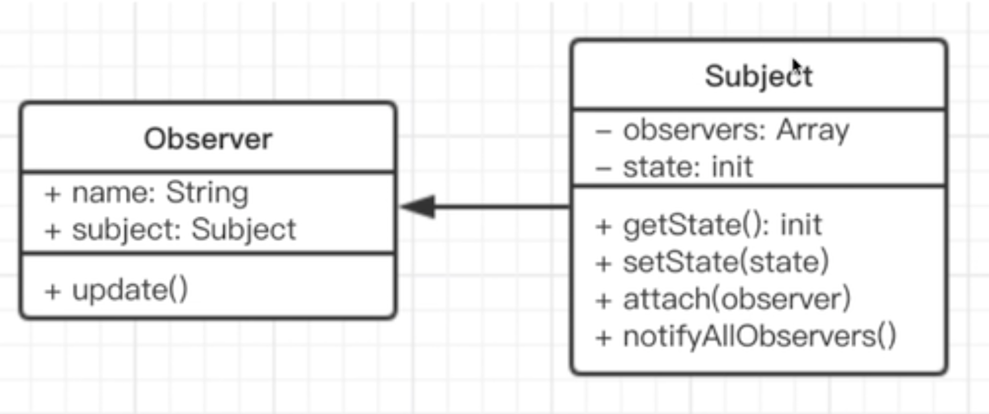 Observer
+ name: String
+ subject: Subject
+ update()
Subject
- observers: Array
- state: init
+ getState(): init
+ setState(state)
+ attach(observer)
+ notifyAllObservers()